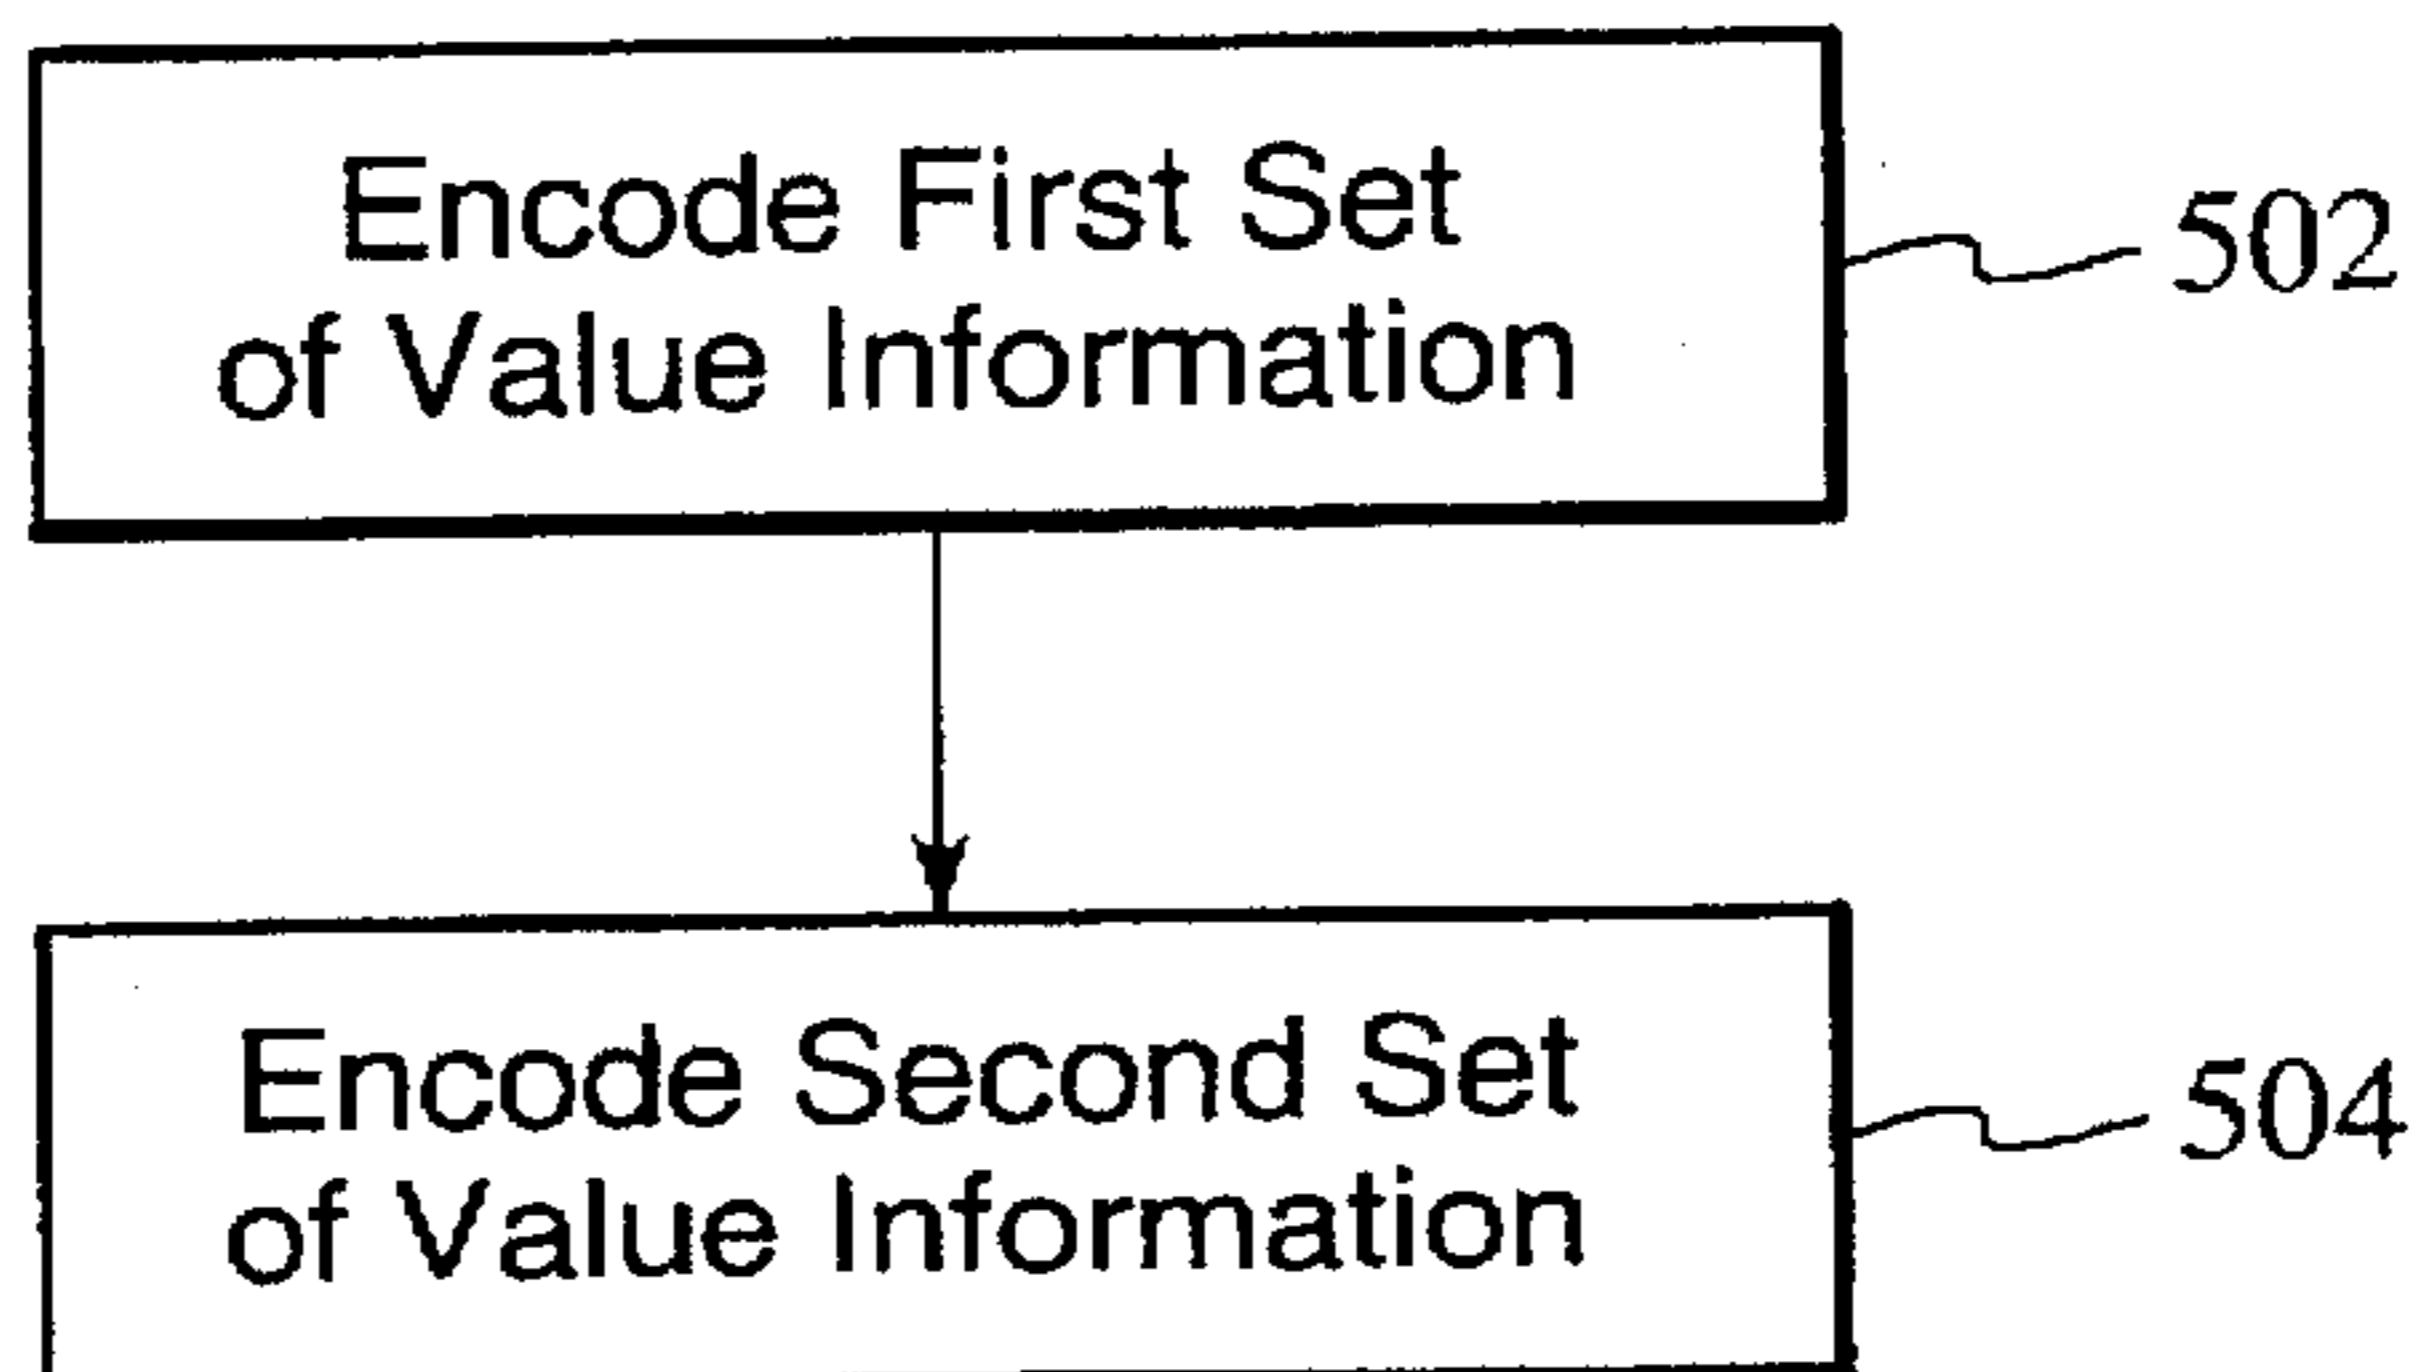 Encode First Set
of Value Information
502
Encode Second Set
of Value Information
504